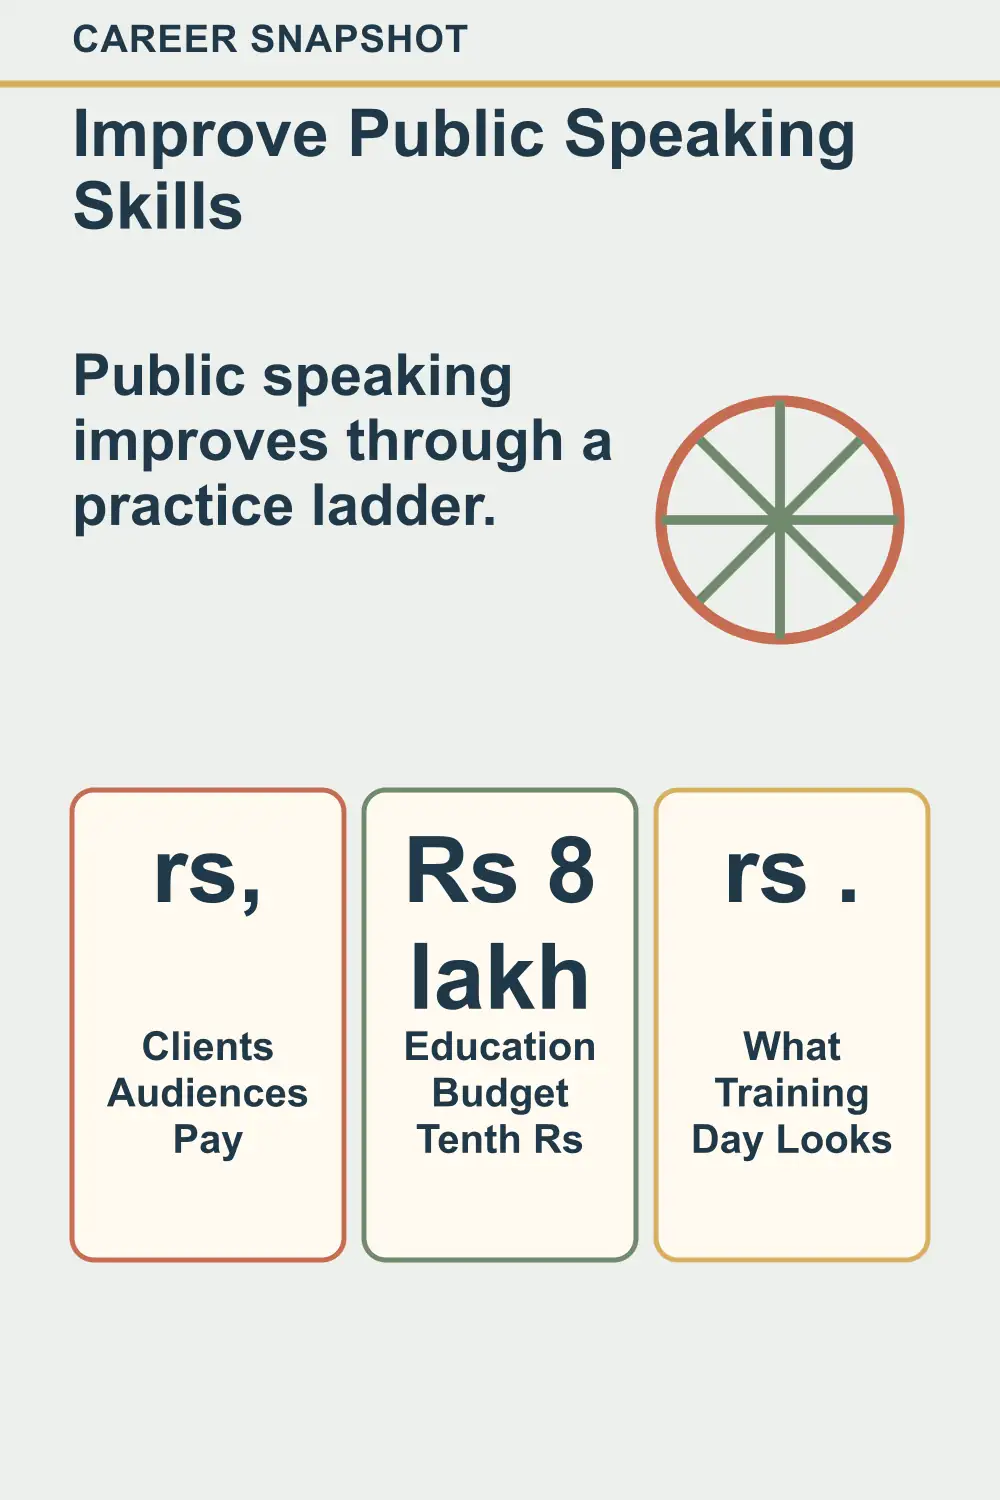 CAREER SNAPSHOT
Improve Public Speaking
Skills
Public speaking
improves through a
practice ladder.
rs,
Clients
Audiences
Pay
Rs 8
lakh
Education
Budget
Tenth Rs
rs .
What
Training
Day Looks